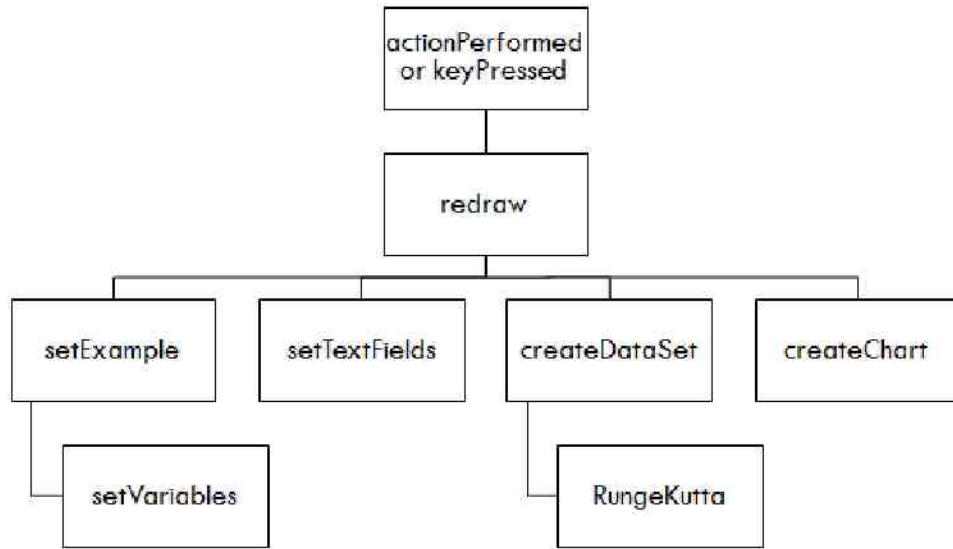 actionPerformed
or keyPressed
redraw
setExample
setTextFields
createDataSet
createChart
setVariables
RungeKutta